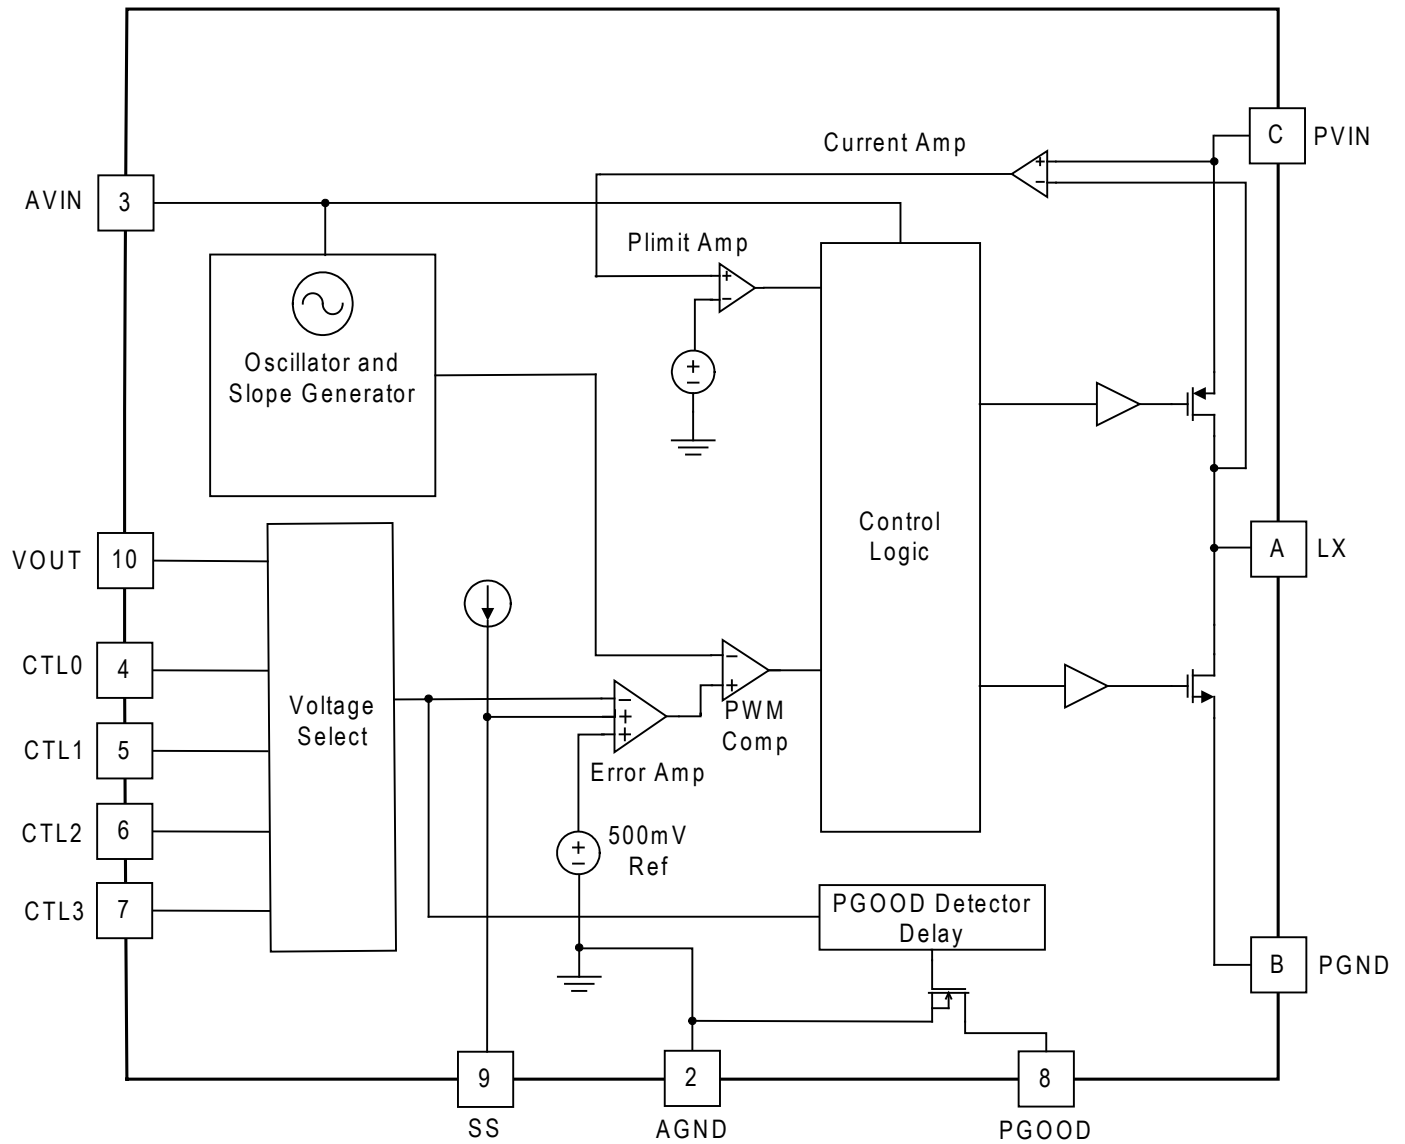 Current Amp
C
PVIN
AVIN
3
Plimit Amp
+
−
+
−
+
−
Oscillator and
Slope Generator
Control
Logic
VOUT
10
A
LX
CTL0
4
Voltage
Select
−
+
+
−
+
PWM
Comp
Error Amp
CTL1
5
CTL2
6
+
−
500mV
Ref
CTL3
7
PGOOD Detector
Delay
B
PGND
9
2
8
SS
AGND
PGOOD